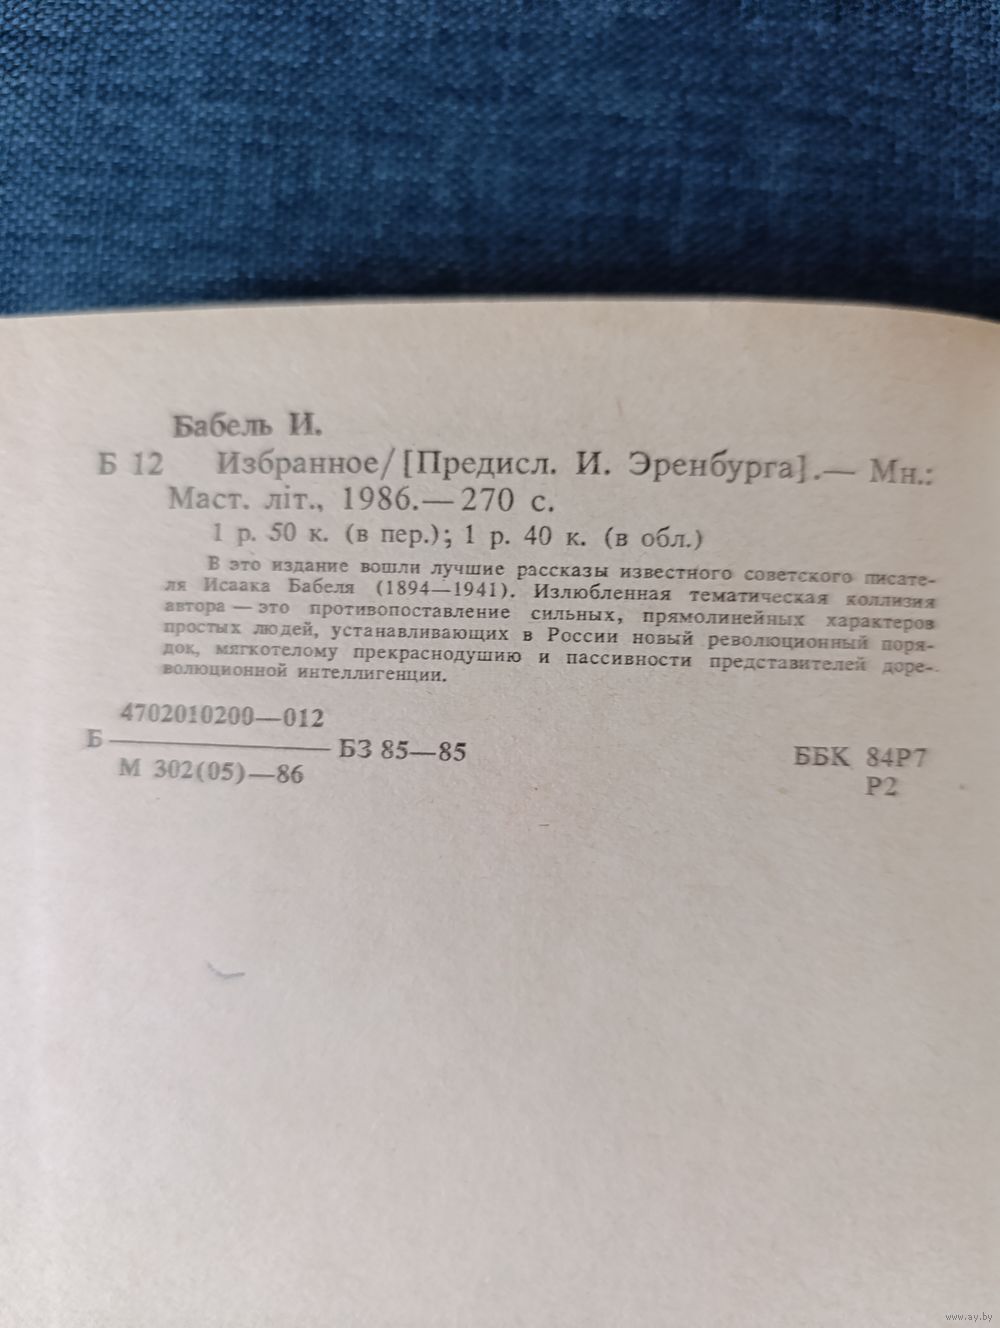 Бабель И.
Б 12 Избранное/[Предисл. И. Эренбурга].— Мн.:
Маст. літ., 1986.— 270 с.
1 р. 50 к. (в пер.); 1 р. 40 к. (в обл.)
В это издание вошли лучшие рассказы известного советского писате-
ля Исаака Бабеля (1894—1941). Излюбленная тематическая коллизия
автора — это противопоставление сильных, прямолинейных характеров
простых людей, устанавливающих в России новый революционный поря-
док, мягкотелому прекраснодушию и пассивности представителей доре-
волюционной интеллигенции.
4702010200—012
Б ——— БЗ 85—85
М 302(05)—86
ББК 84Р7
Р2
www.ay.by